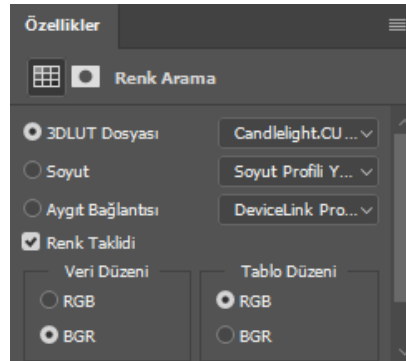 Özellikler
Renk Arama
3DLUT Dosyası Candlelight.CU...
Soyut Soyut Profili Y...
Aygıt Bağlantısı DeviceLink Pro...
Renk Taklidi
Veri Düzeni Tablo Düzeni
RGB RGB
BGR BGR